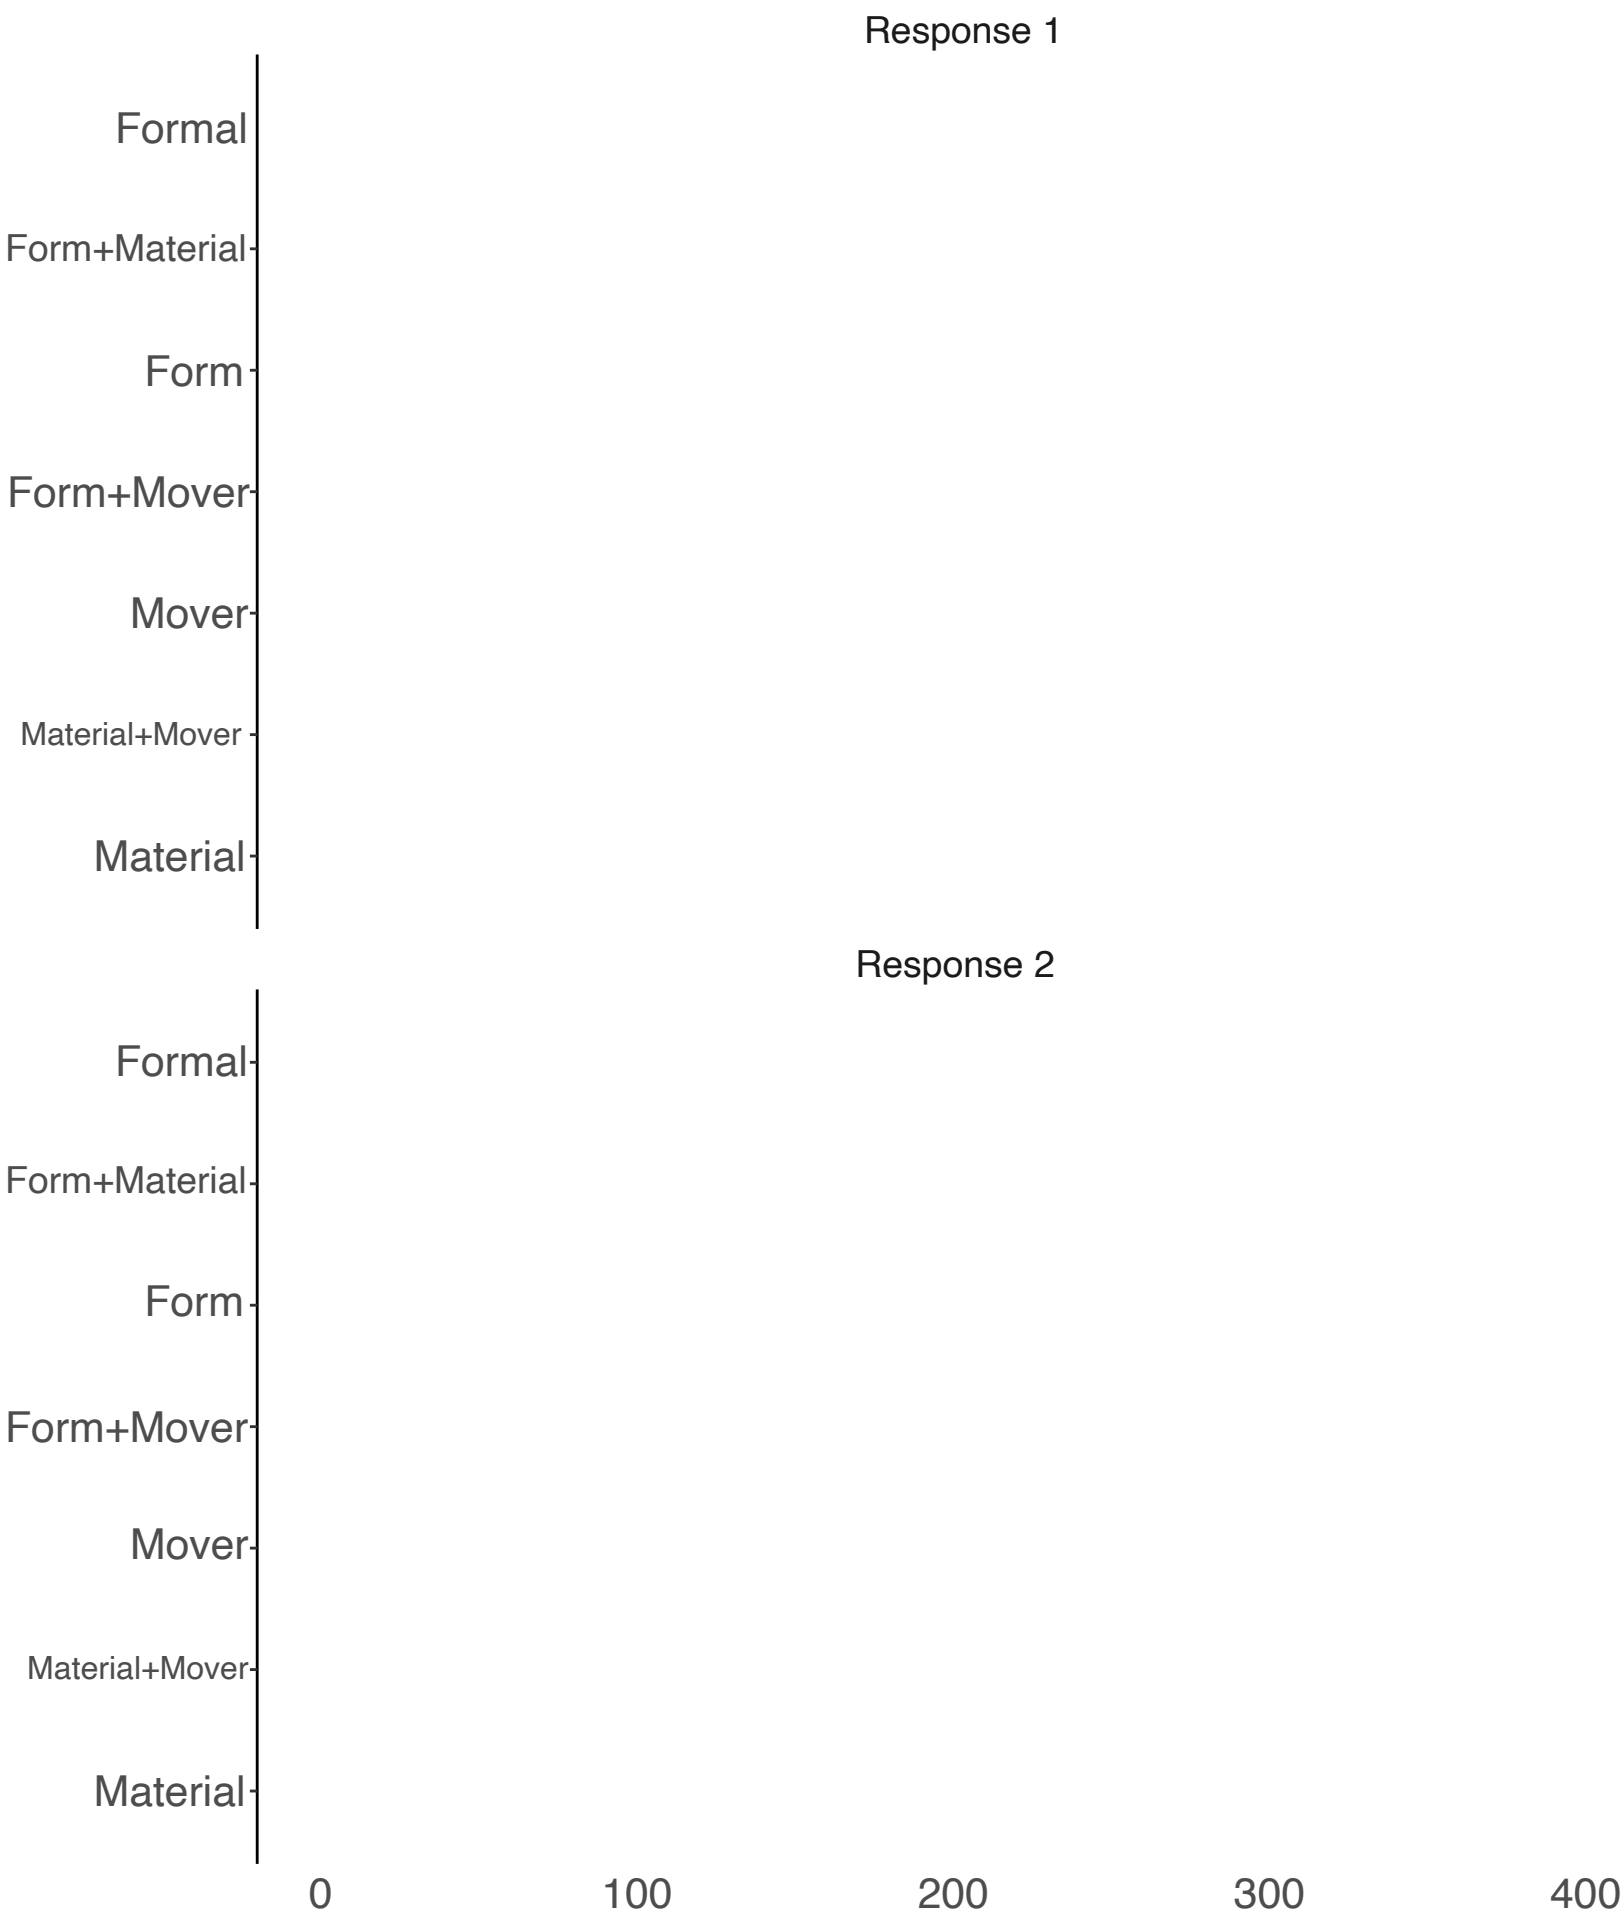 Response 1
Formal
Form+Material
Form
Form+Mover
Mover
Material+Mover
Material
Response 2
Formal
Form+Material
Form
Form+Mover
Mover
Material+Mover
Material
0 100 200 300 400